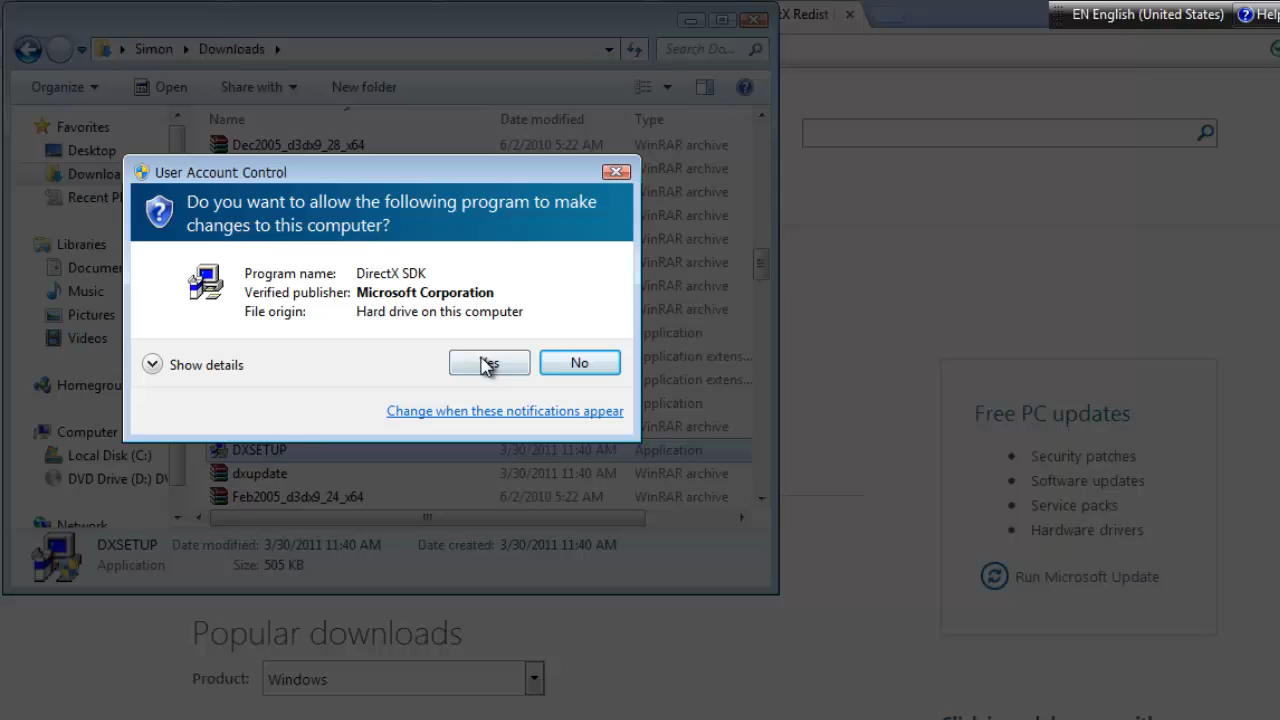 X Redist
EN English (United States)
Help
Simon
Downloads
Search Do...
Organize
Open
Share with
New folder
Favorites
Desktop
Recent
Libraries
Music
Pictures
Videos
Computer
Local Disk (C:)
DVD Drive (D:)
Network
Name
Date modified
Type
Dec2005_d3dx9_28_x64
6/2/2010 5:22 AM
WinRAR archive
WinRAR archive
WinRAR archive
WinRAR archive
WinRAR archive
WinRAR archive
WinRAR archive
WinRAR archive
Application
Application extens...
Application extens...
Application
WinRAR archive
User Account Control
Do you want to allow the following program to make
changes to this computer?
Program name: DirectX SDK
Verified publisher: Microsoft Corporation
File origin: Hard drive on this computer
Show details
Yes
No
Change when these notifications appear
DXSETUP
3/30/2011 11:40 AM
Application
dxupdate
3/30/2011 11:40 AM
WinRAR archive
Feb2005_d3dx9_24_x64
6/2/2010 5:22 AM
WinRAR archive
DXSETUP Date modified: 3/30/2011 11:40 AM Date created: 3/30/2011 11:40 AM
Application Size: 505 KB
Free PC updates
Security patches
Software updates
Service packs
Hardware drivers
Run Microsoft Update
Popular downloads
Product: Windows